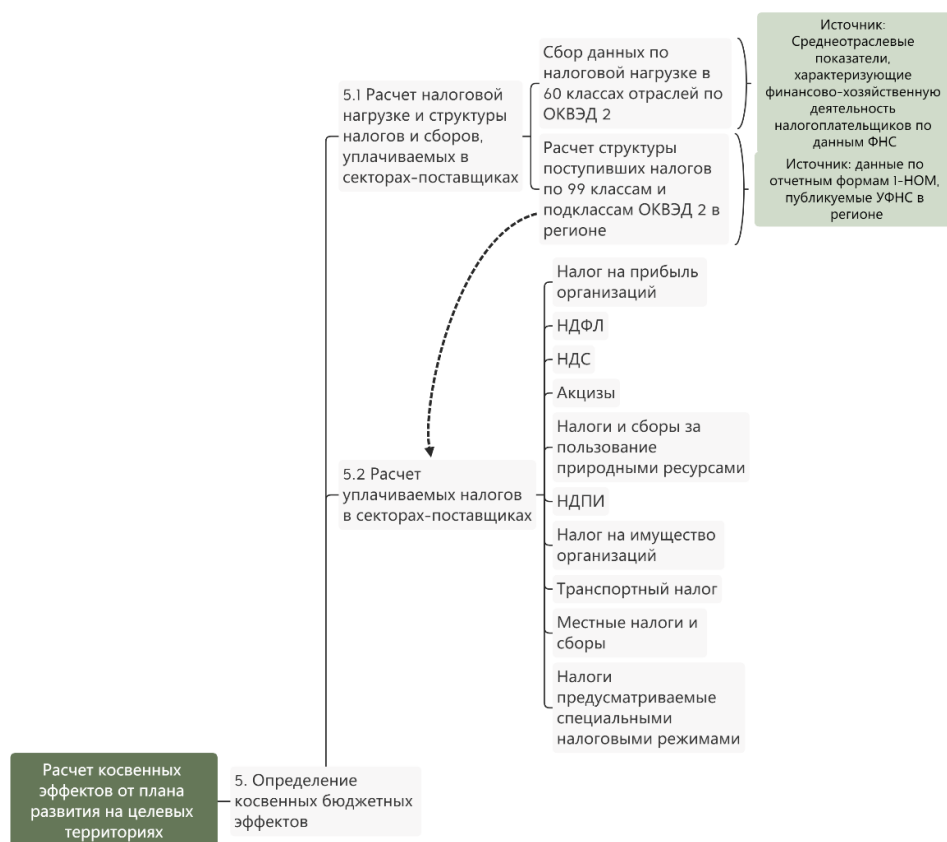 Источник:
Среднеотраслевые
показатели,
характеризующие
финансово-хозяйственную
деятельность
налогоплательщиков по
данным ФНС
Сбор данных по
налоговой нагрузке в
60 классах отраслей по
ОКВЭД 2
5.1 Расчет налоговой
нагрузке и структуры
налогов и сборов,
уплачиваемых в
секторах-поставщиках
Расчет структуры
поступивших налогов
по 99 классам и
подклассам ОКВЭД 2 в
регионе
Источник: данные по
отчетным формам 1-НОМ,
публикуемые УФНС в
регионе
Налог на прибыль
организаций
НДФЛ
НДС
Акцизы
Налоги и сборы за
пользование
природными ресурсами
5.2 Расчет
уплачиваемых налогов
в секторах-поставщиках
НДПИ
Налог на имущество
организаций
Транспортный налог
Местные налоги и
сборы
Налоги
предусматриваемые
специальными
налоговыми режимами
Расчет косвенных
эффектов от плана
развития на целевых
территориях
5. Определение
косвенных бюджетных
эффектов